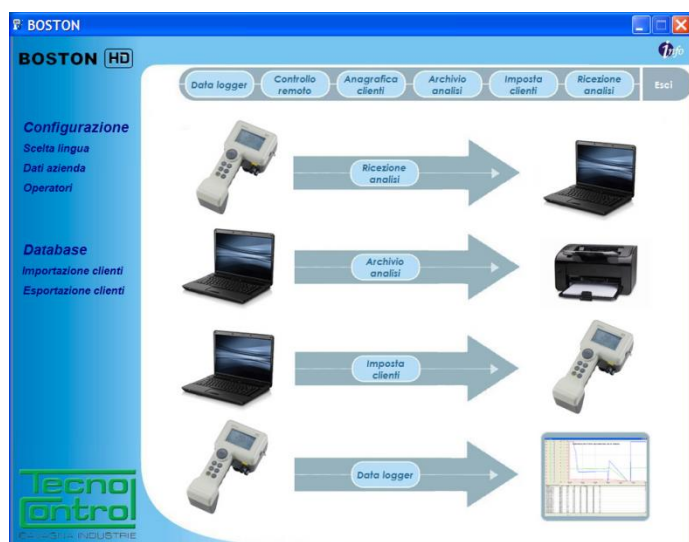 BOSTON
BOSTON HD
Info
Data logger
Controllo
remoto
Anagrafica
clienti
Archivio
analisi
Imposta
clienti
Ricezione
analisi
Esci
Configurazione
Scelta lingua
Dati azienda
Operatori
Database
Importazione clienti
Esportazione clienti
Ricezione
analisi
Archivio
analisi
Imposta
clienti
Data logger
Tecno
Control